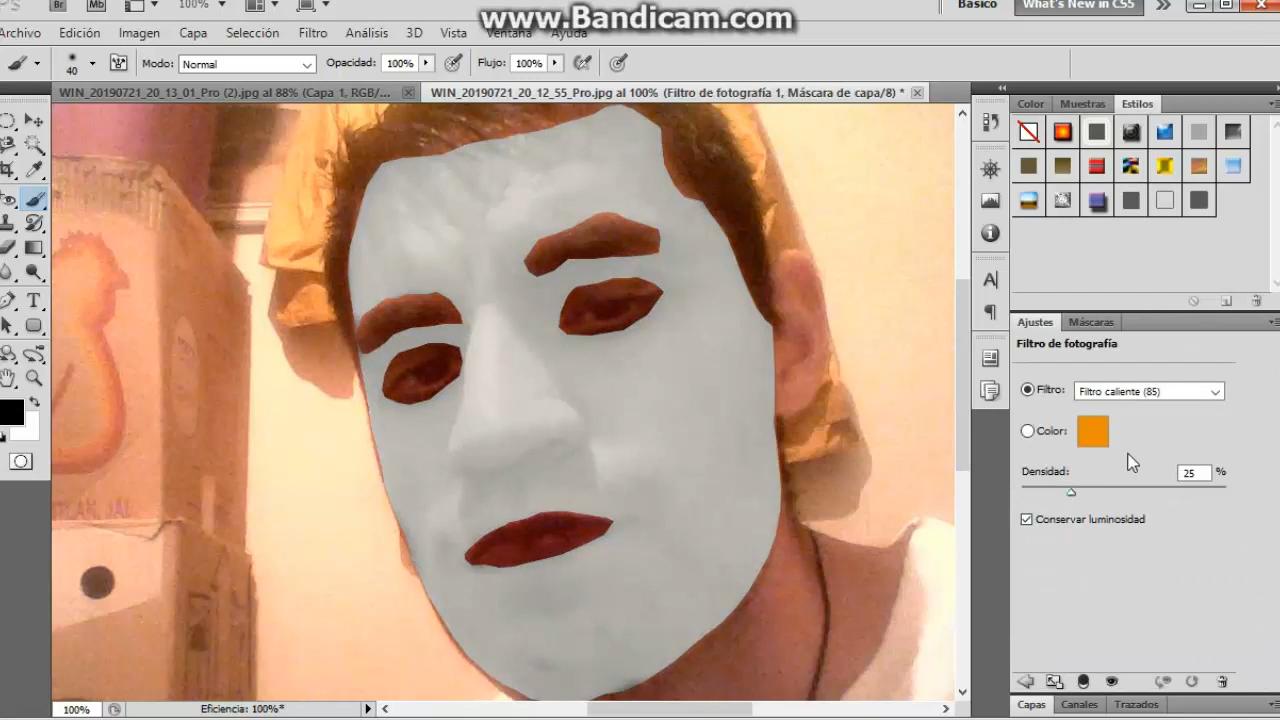 www.Bandicam.com
Br Mb 100% Básico What's New in CS5
Archivo Edición Imagen Capa Selección Filtro Análisis 3D Vista Ventana Ayuda
40 Modo: Normal Opacidad: 100% Flujo: 100%
WIN_20190721_20_13_01_Pro (2).jpg al 88% (Capa 1, RGB/... WIN_20190721_20_12_55_Pro.jpg al 100% (Filtro de fotografía 1, Máscara de capa/8) *
Color Muestras Estilos
Ajustes Máscaras
Filtro de fotografía
Filtro: Filtro caliente (85)
Color:
Densidad: 25 %
Conservar luminosidad
100% Eficiencia: 100%*
Capas Canales Trazados